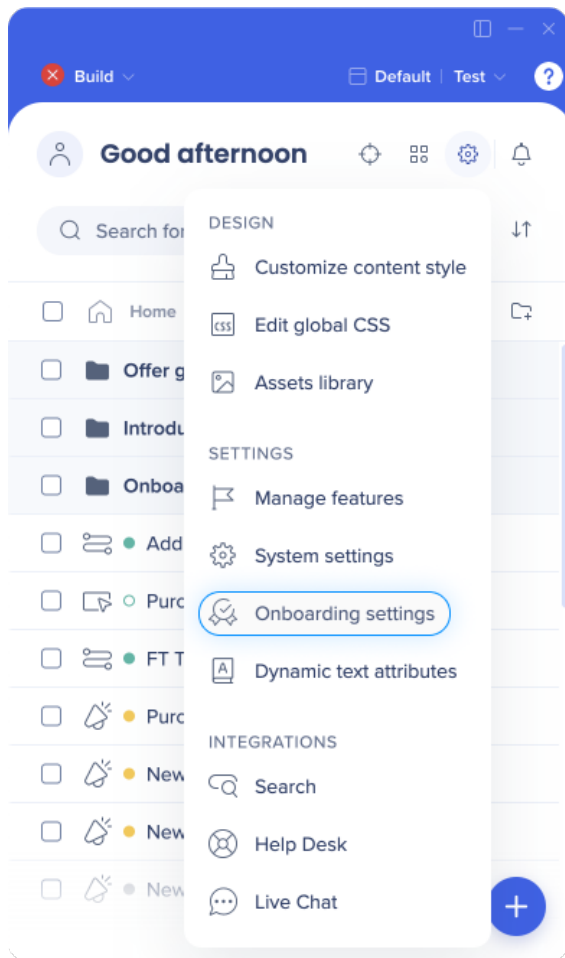 Build
Default | Test
?
Good afternoon
Search for
DESIGN
Customize content style
css
Edit global CSS
Assets library
Home
Offer g
Introdu
Onboa
SETTINGS
Manage features
System settings
Onboarding settings
A
Dynamic text attributes
Add
Purc
FT T
Purc
New
New
New
INTEGRATIONS
Search
Help Desk
Live Chat